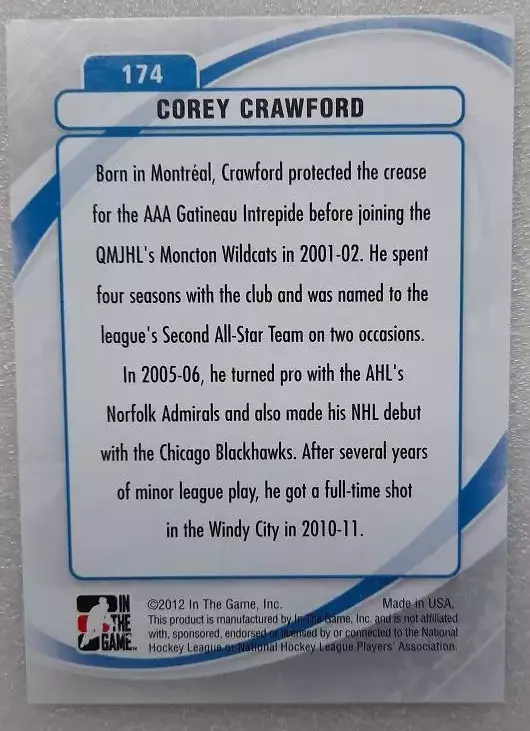 174
COREY CRAWFORD
Born in Montréal, Crawford protected the crease
for the AAA Gatineau Intrepide before joining the
QMJHL's Moncton Wildcats in 2001-02. He spent
four seasons with the club and was named to the
league's Second All-Star Team on two occasions.
In 2005-06, he turned pro with the AHL's
Norfolk Admirals and also made his NHL debut
with the Chicago Blackhawks. After several years
of minor league play, he got a full-time shot
in the Windy City in 2010-11.
IN
THE
GAME
©2012 In The Game, Inc. Made in USA.
This product is manufactured by In The Game, Inc. and is not affiliated
with, sponsored, endorsed or licensed by or connected to the National
Hockey League or National Hockey League Players' Association.